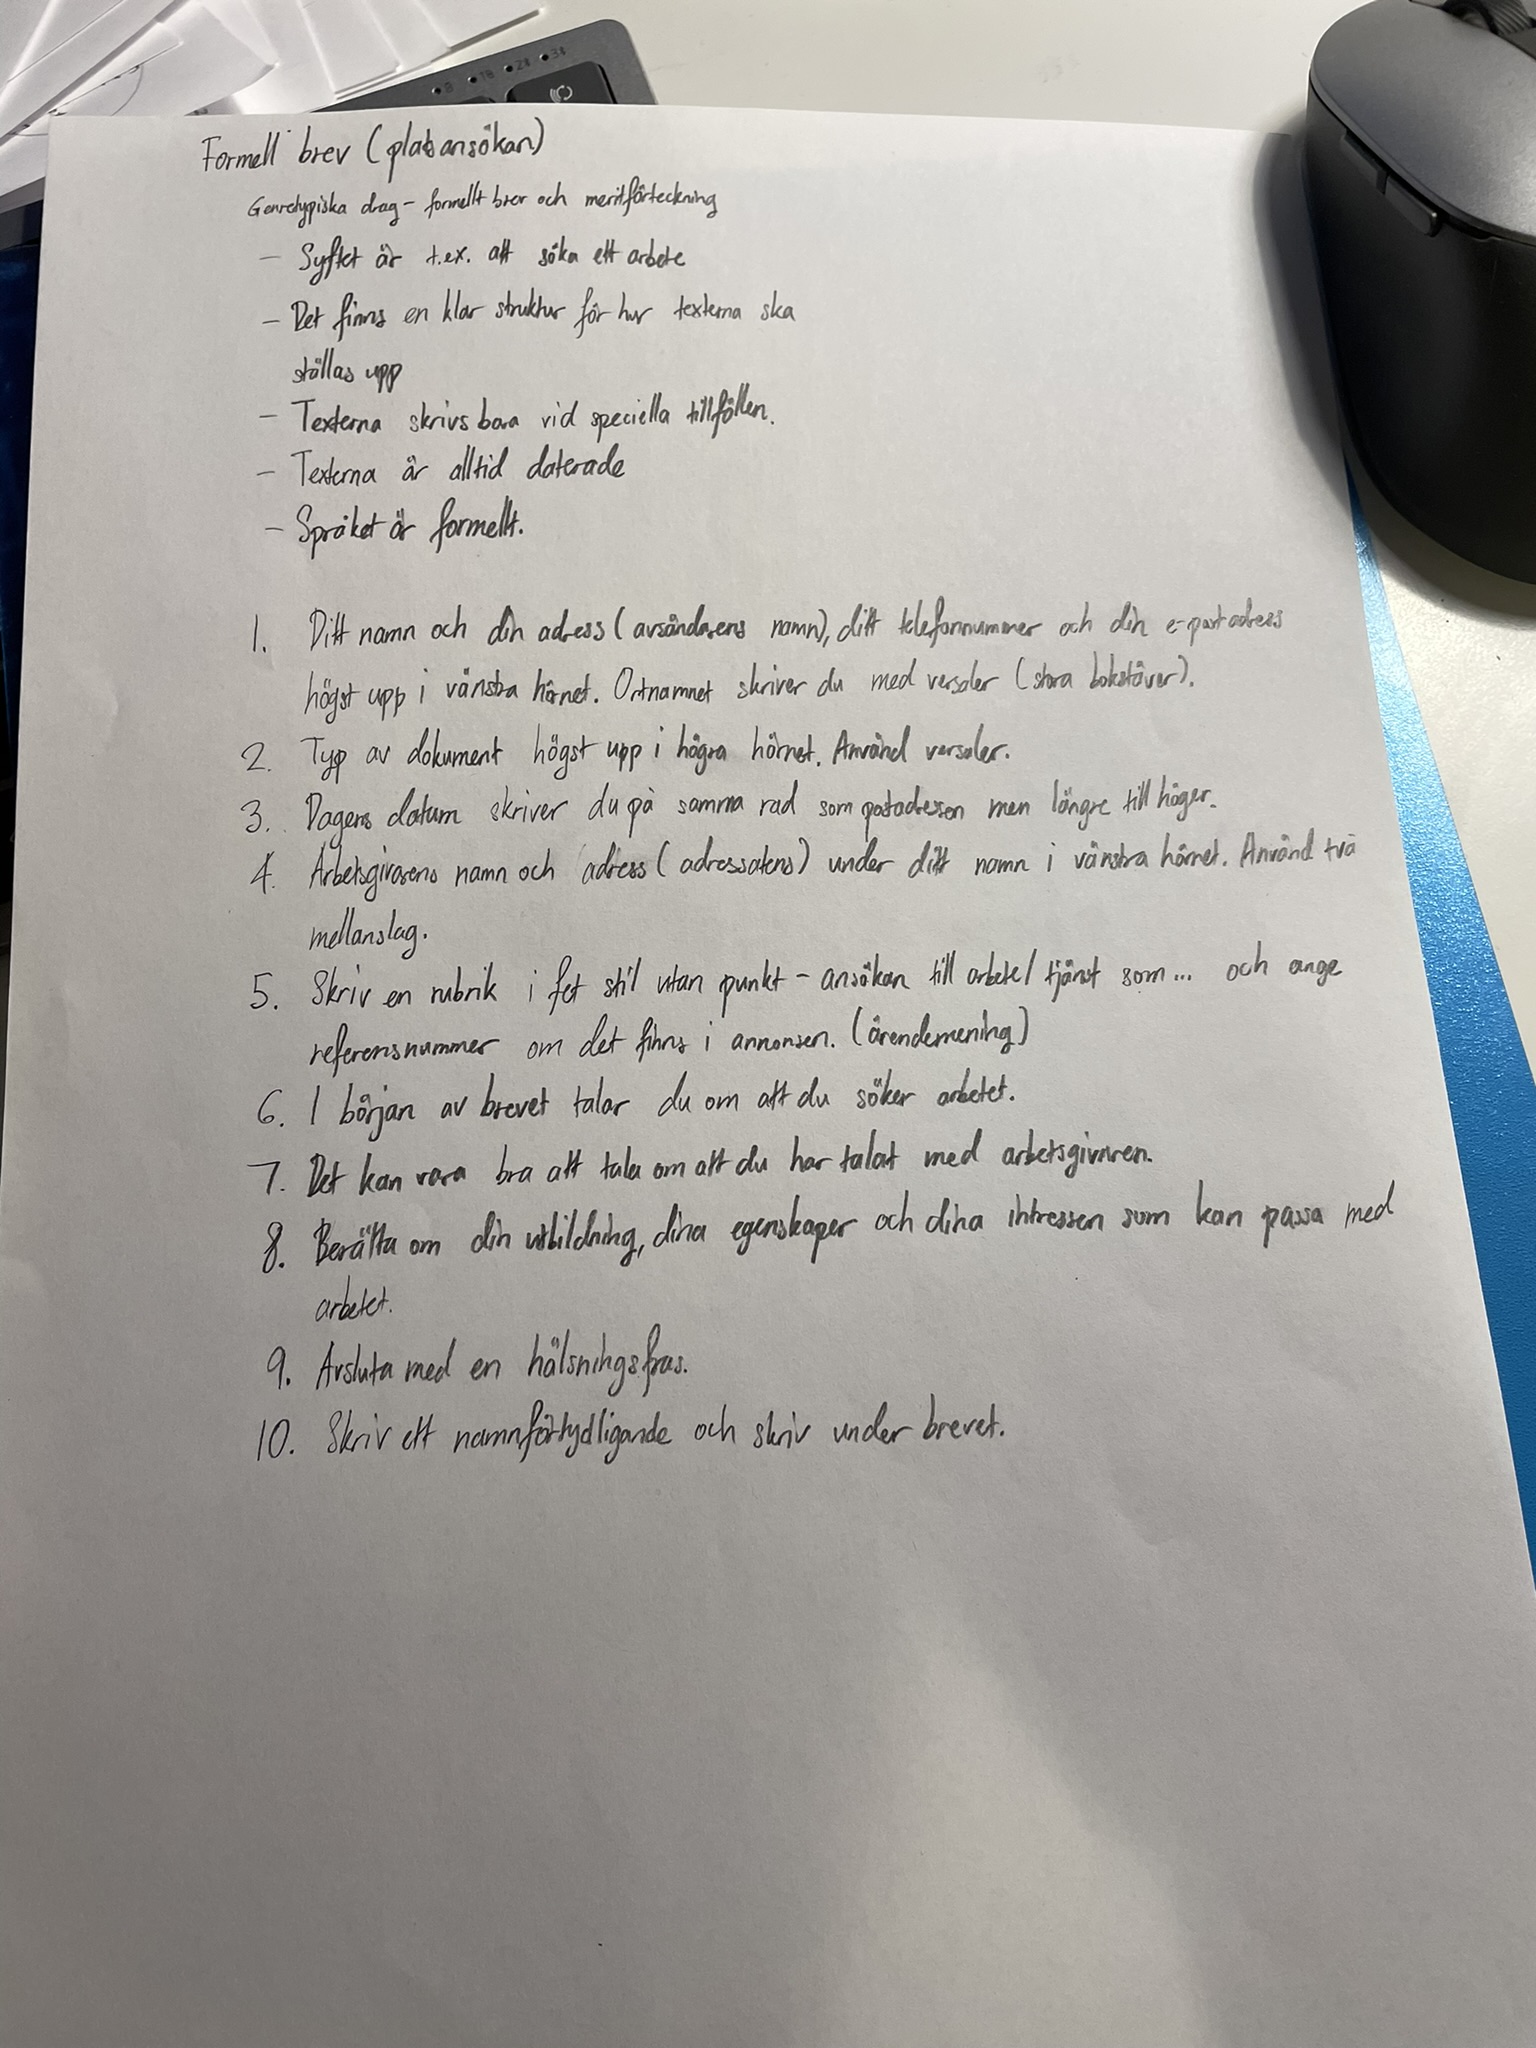 Formell brev (platsansökan)
Genretypiska drag – formellt brev och meritförteckning
– Syftet är t.ex. att söka ett arbete
– Det finns en klar struktur för hur texterna ska
ställas upp
– Texterna skrivs bara vid speciella tillfällen.
– Texterna är alltid daterade
– Språket är formellt.
1. Ditt namn och din adress (avsändarens namn), ditt telefonnummer och din e-postadress
högst upp i vänstra hörnet. Ortnamnet skriver du med versaler (stora bokstäver).
2. Typ av dokument högst upp i högra hörnet. Använd versaler.
3. Dagens datum skriver du på samma rad som postadressen men längre till höger.
4. Arbetsgivarens namn och adress (adressatens) under ditt namn i vänstra hörnet. Använd två
mellanslag.
5. Skriv en rubrik i fet stil utan punkt – ansökan till arbete/tjänst som... och ange
referensnummer om det finns i annonsen. (ärendemening)
6. I början av brevet talar du om att du söker arbetet.
7. Det kan vara bra att tala om att du har talat med arbetsgivaren.
8. Berätta om din utbildning, dina egenskaper och dina intressen som kan passa med
arbetet.
9. Avsluta med en hälsningsfras.
10. Skriv ett namnförtydligande och skriv under brevet.